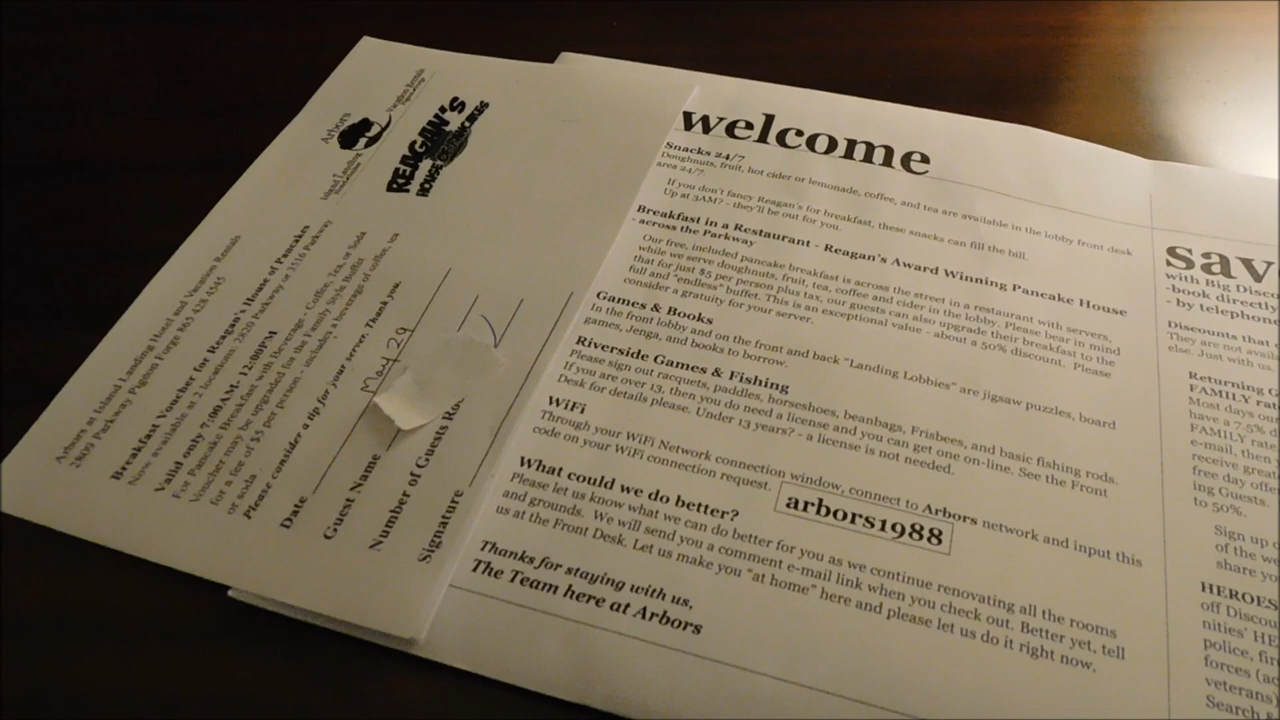 Arbors
Island Landing
Hotel & Suites
Vacation Rentals
REAGAN'S
HOUSE OF PANCAKES
Arbors at Island Landing Hotel and Vacation Rentals
2809 Parkway Pigeon Forge 865 428 4545
Breakfast Voucher for Reagan's House of Pancakes
Now available at 2 locations: 2820 Parkway or 3516 Parkway
Valid only 7:00AM- 12:00PM
For Pancake Breakfast with Beverage - Coffee, Tea, or Soda
Voucher may be upgraded for the Family Style Buffet
for a fee of $5 per person - includes a beverage of coffee, tea
or soda
Please consider a tip for your server, Thank you.
Date May 29
Guest Name
Number of Guests
Signature
welcome
Snacks 24/7
Doughnuts, fruit, hot cider or lemonade, coffee, and tea are available in the lobby front desk
area 24/7.
If you don't fancy Reagan's for breakfast, these snacks can fill the bill.
Up at 3AM? - they'll be out for you.
Breakfast in a Restaurant - Reagan's Award Winning Pancake House
- across the Parkway
Our free, included pancake breakfast is across the street in a restaurant with servers,
while we serve doughnuts, fruit, tea, coffee and cider in the lobby. Please bear in mind
that for just $5 per person plus tax, our guests can also upgrade their breakfast to the
full and "endless" buffet. This is an exceptional value - about a 50% discount. Please
consider a gratuity for your server.
Games & Books
In the front lobby and on the front and back "Landing Lobbies" are jigsaw puzzles, board
games, Jenga, and books to borrow.
Riverside Games & Fishing
Please sign out racquets, paddles, horseshoes, beanbags, Frisbees, and basic fishing rods.
If you are over 13, then you do need a license and you can get one on-line. See the Front
Desk for details please. Under 13 years? - a license is not needed.
WiFi
Through your WiFi Network connection window, connect to Arbors network and input this
code on your WiFi connection request. arbors1988
What could we do better?
Please let us know what we can do better for you as we continue renovating all the rooms
and grounds. We will send you a comment e-mail link when you check out. Better yet, tell
us at the Front Desk. Let us make you "at home" here and please let us do it right now.
Thanks for staying with us,
The Team here at Arbors
sav
with Big Disco
-book directly
- by telephone
Discounts that
They are not avail
else. Just with us.
Returning G
FAMILY rat
Most days ou
have a 7.5% d
FAMILY rate
e-mail, then y
receive great
free day offe
ing Guests.
to 50%.
Sign up o
of the we
share yo
HEROES
off Discou
nities' HE
police, fir
forces (ac
veterans)
Search